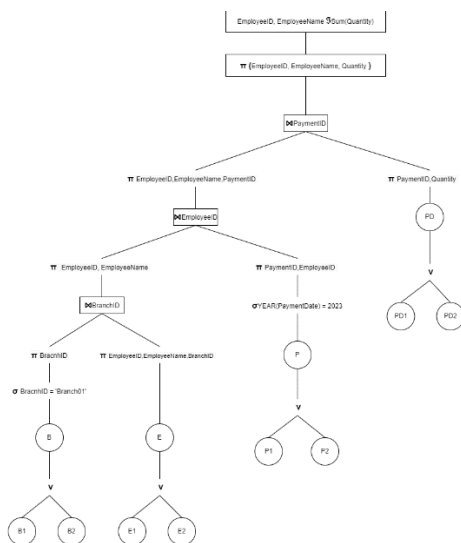 EmployeeID, EmployeeName ℑSum(Quantity)
π (EmployeeID, EmployeeName, Quantity )
⋈PaymentID
π EmployeeID,EmployeeName,PaymentID
π PaymentID,Quantity
⋈EmployeeID
PD
π EmployeeID, EmployeeName
π PaymentID,EmployeeID
v
⋈BranchID
σYEAR(PaymentDate) = 2023
PD1
PD2
π BracnhID
π EmployeeID,EmployeeName,BranchID
P
σ BracnhID = 'Branch01'
v
B
E
P1
P2
v
v
B1
B2
E1
E2